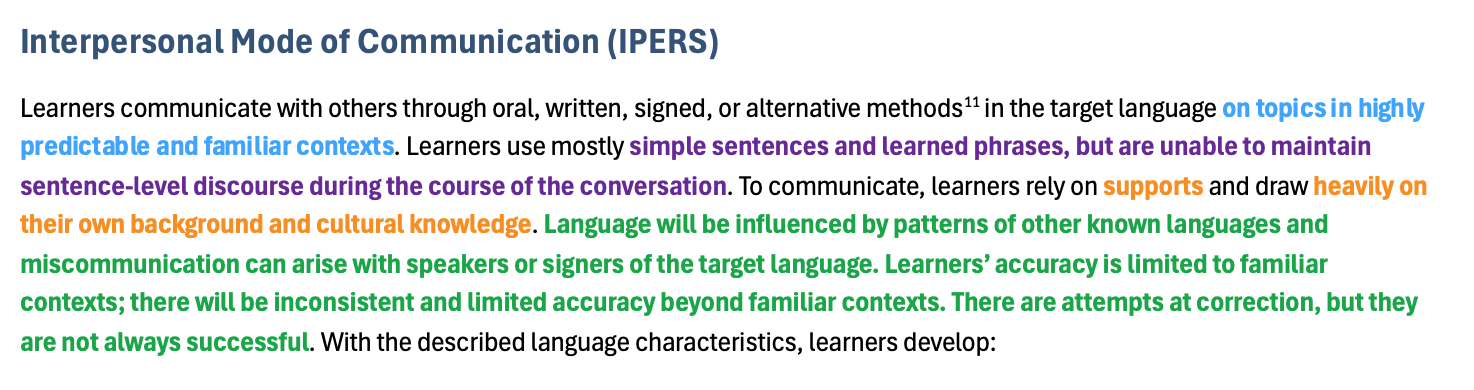 Interpersonal Mode of Communication (IPERS)
Learners communicate with others through oral, written, signed, or alternative methods11 in the target language on topics in highly
predictable and familiar contexts. Learners use mostly simple sentences and learned phrases, but are unable to maintain
sentence-level discourse during the course of the conversation. To communicate, learners rely on supports and draw heavily on
their own background and cultural knowledge. Language will be influenced by patterns of other known languages and
miscommunication can arise with speakers or signers of the target language. Learners’ accuracy is limited to familiar
contexts; there will be inconsistent and limited accuracy beyond familiar contexts. There are attempts at correction, but they
are not always successful. With the described language characteristics, learners develop: